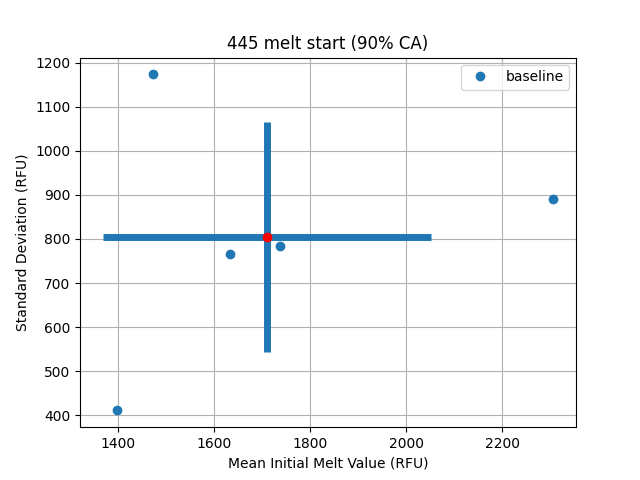 445 melt start (90% CA)
baseline
Standard Deviation (RFU)
1200
1100
1000
900
800
700
600
500
400
1400 1600 1800 2000 2200
Mean Initial Melt Value (RFU)